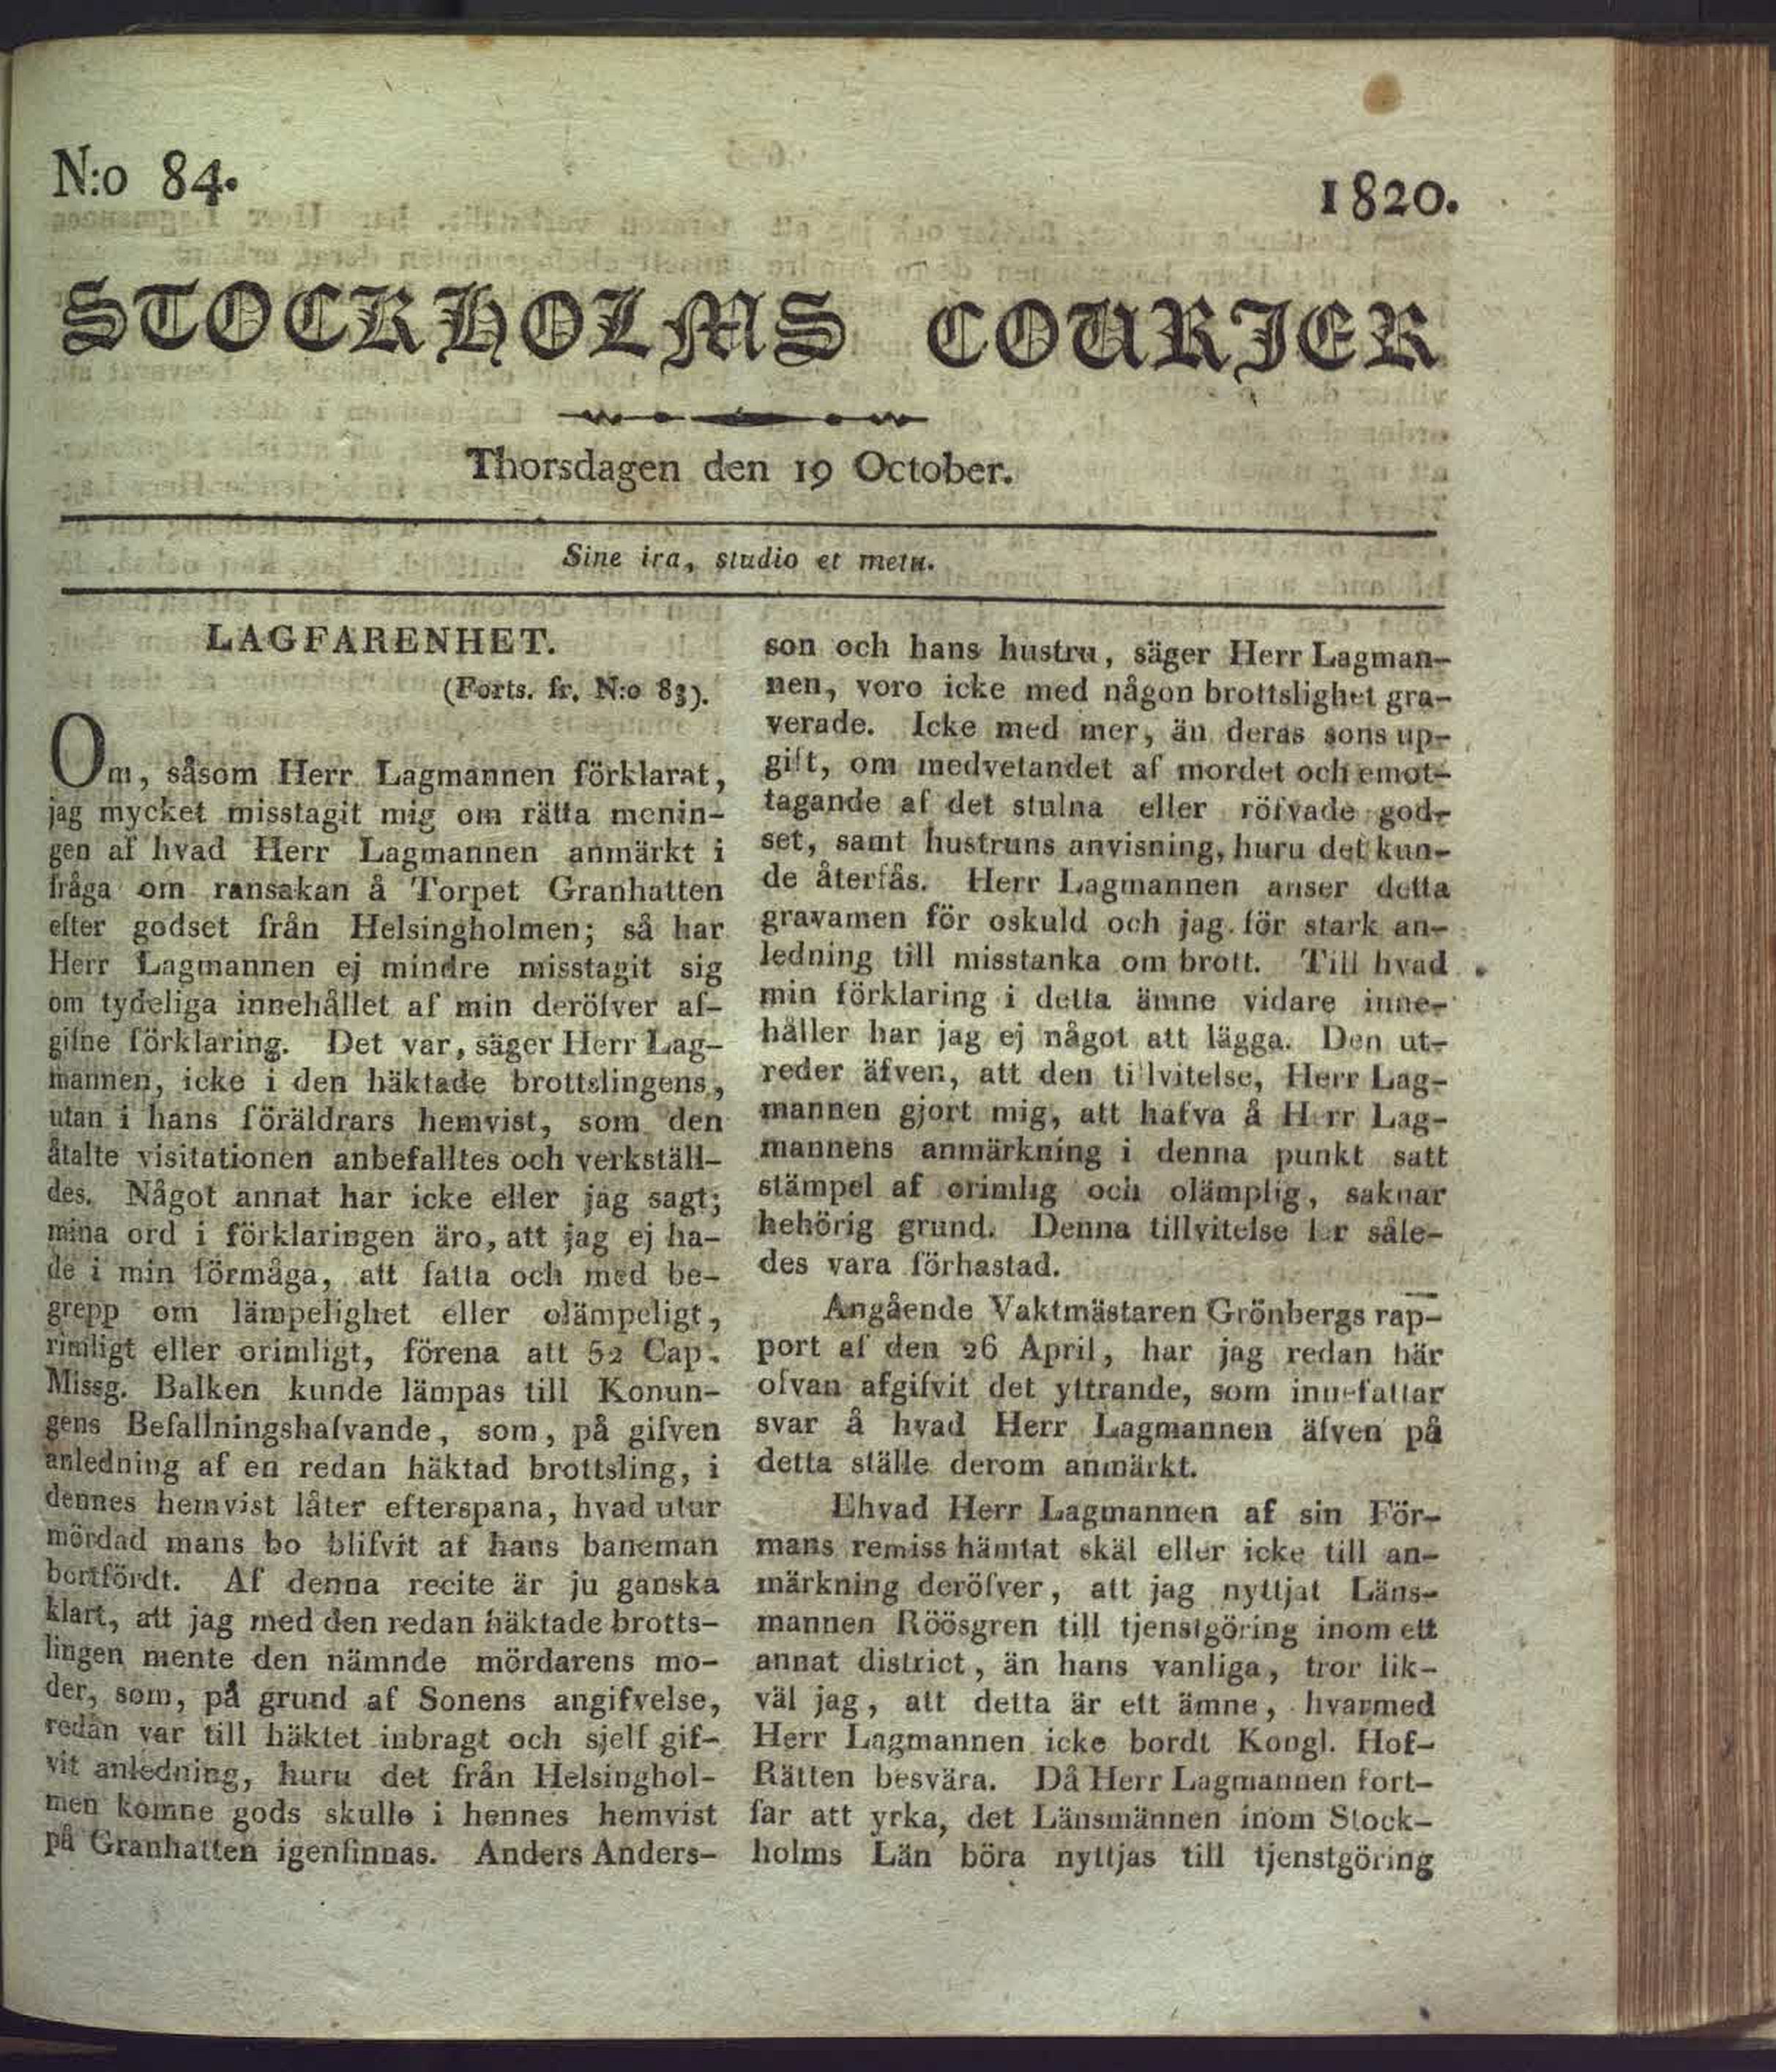 N:o 84.
1820.
STOCKHOLMS COURIER
Thorsdagen den 19 October.
Sine ira, studio et metu.
LAGFARENHET.
(Forts. fr. N:o 83).
Om, såsom Herr Lagmannen förklarat,
jag mycket misstagit mig om rätta menin-
gen af hvad Herr Lagmannen anmärkt i
fråga om ransakan å Torpet Granhatten
efter godset från Helsingholmen; så har
Herr Lagmannen ej mindre misstagit sig
om tydeliga innehållet af min deröfver af-
gifne förklaring. Det var, säger Herr Lag-
mannen, icke i den häktade brottslingens,
utan i hans föräldrars hemvist, som den
åtalte visitationen anbefalltes och verkställ-
des. Något annat har icke eller jag sagt;
mina ord i förklaringen äro, att jag ej ha-
de i min förmåga, att fatta och med be-
grepp om lämpelighet eller olämpeligt,
rimligt eller orimligt, förena att 52 Cap.
Missg. Balken kunde lämpas till Konun-
gens Befallningshafvande, som, på gifven
anledning af en redan häktad brottsling, i
dennes hemvist låter efterspana, hvad utur
mördad mans bo blifvit af hans baneman
bortfördt. Af denna recite är ju ganska
klart, att jag med den redan häktade brotts-
lingen mente den nämnde mördarens mo-
der, som, på grund af Sonens angifvelse,
redan var till häktet inbragt och sjelf gif-
vit anledning, huru det från Helsinghol-
men komne gods skulle i hennes hemvist
på Granhatten igenfinnas. Anders Anders-
son och hans hustru, säger Herr Lagman-
nen, voro icke med någon brottslighet gra-
verade. Icke med mer, än deras sons up-
gift, om medvetandet af mordet och emot-
tagande af det stulna eller röfvade god-
set, samt hustruns anvisning, huru det kun-
de återfås. Herr Lagmannen anser detta
gravamen för oskuld och jag för stark an-
ledning till misstanka om brott. Till hvad
min förklaring i detta ämne vidare inne-
håller har jag ej något att lägga. Den ut-
reder äfven, att den tillvitelse, Herr Lag-
mannen gjort mig, att hafva å Herr Lag-
mannens anmärkning i denna punkt satt
stämpel af orimlig och olämplig, saknar
behörig grund. Denna tillvitelse lär såle-
des vara förhastad.
Angående Vaktmästaren Grönbergs rap-
port af den 26 April, har jag redan här
ofvan afgifvit det yttrande, som innefattar
svar å hvad Herr Lagmannen äfven på
detta ställe derom anmärkt.
Ehvad Herr Lagmannen af sin För-
mans remiss hämtat skäl eller icke till an-
märkning deröfver, att jag nyttjat Läns-
mannen Röösgren till tjenstgöring inom ett
annat district, än hans vanliga, tror lik-
väl jag, att detta är ett ämne, hvarmed
Herr Lagmannen icke bordt Kongl. Hof-
Rätten besvära. Då Herr Lagmannen fort-
far att yrka, det Länsmännen inom Stock-
holms Län böra nyttjas till tjenstgöring